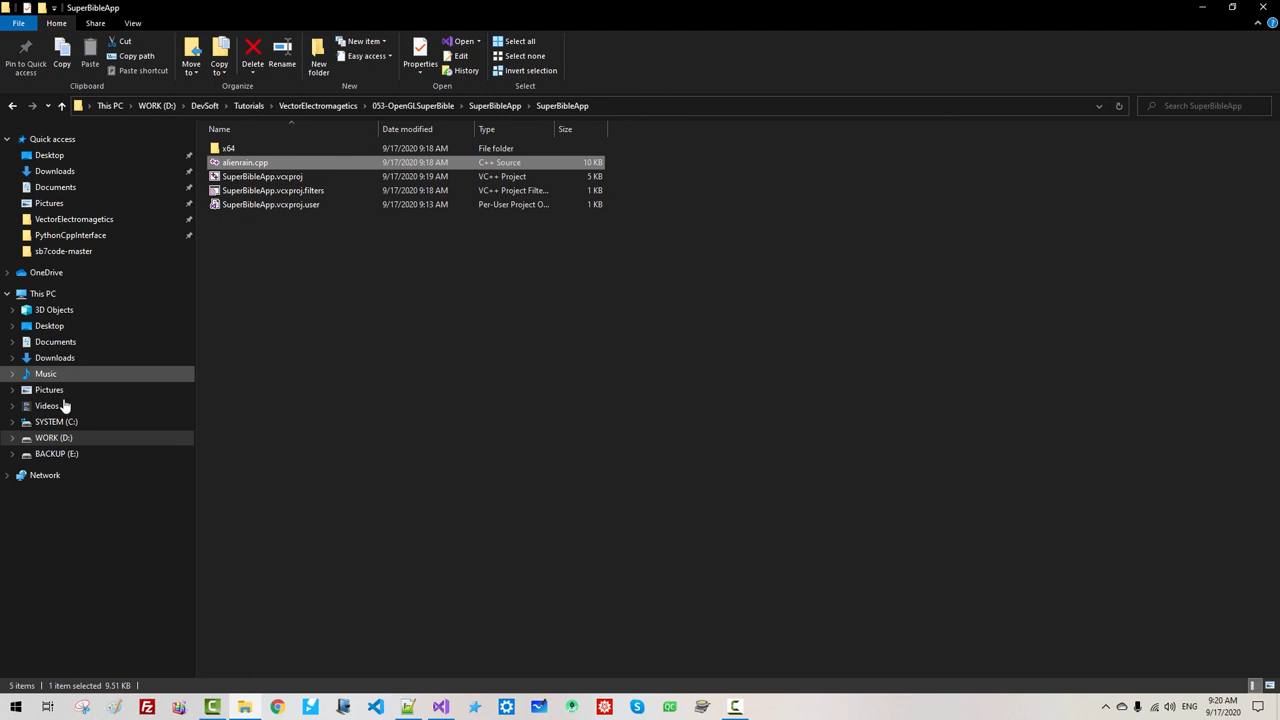 SuperBibleApp
File Home Share View
Pin to Quick access
Copy
Paste
Cut
Copy path
Paste shortcut
Clipboard
Move to
Copy to
Delete
Rename
Organize
New folder
New item
Easy access
New
Properties
Open
Edit
History
Open
Select all
Select none
Invert selection
Select
This PC WORK (D:) DevSoft Tutorials VectorElectromagetics 053-OpenGLSuperBible SuperBibleApp SuperBibleApp
Search SuperBibleApp
Name Date modified Type Size
x64 9/17/2020 9:18 AM File folder
alienrain.cpp 9/17/2020 9:18 AM C++ Source 10 KB
SuperBibleApp.vcxproj 9/17/2020 9:19 AM VC++ Project 5 KB
SuperBibleApp.vcxproj.filters 9/17/2020 9:18 AM VC++ Project Filte... 1 KB
SuperBibleApp.vcxproj.user 9/17/2020 9:13 AM Per-User Project O... 1 KB
Quick access
Desktop
Downloads
Documents
Pictures
VectorElectromagetics
PythonCppInterface
sb7code-master
OneDrive
This PC
3D Objects
Desktop
Documents
Downloads
Music
Pictures
Videos
SYSTEM (C:)
WORK (D:)
BACKUP (E:)
Network
5 items 1 item selected 9.51 KB
ENG
9:20 AM
9/17/2020